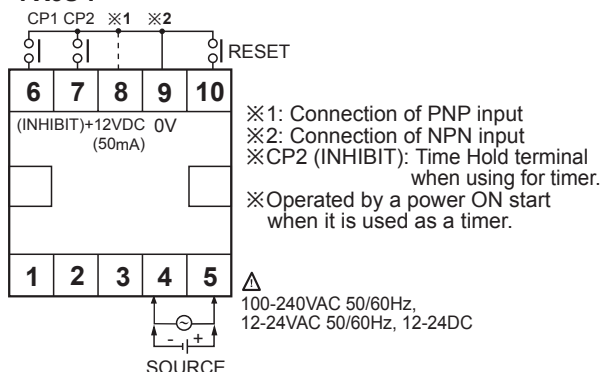 CP1 CP2 ※1 ※2
RESET
6 7 8 9 10
(INHIBIT)+12VDC 0V
(50mA)
※1: Connection of PNP input
※2: Connection of NPN input
※CP2 (INHIBIT): Time Hold terminal
when using for timer.
※Operated by a power ON start
when it is used as a timer.
1 2 3 4 5
100-240VAC 50/60Hz,
12-24VAC 50/60Hz, 12-24DC
- +
SOURCE